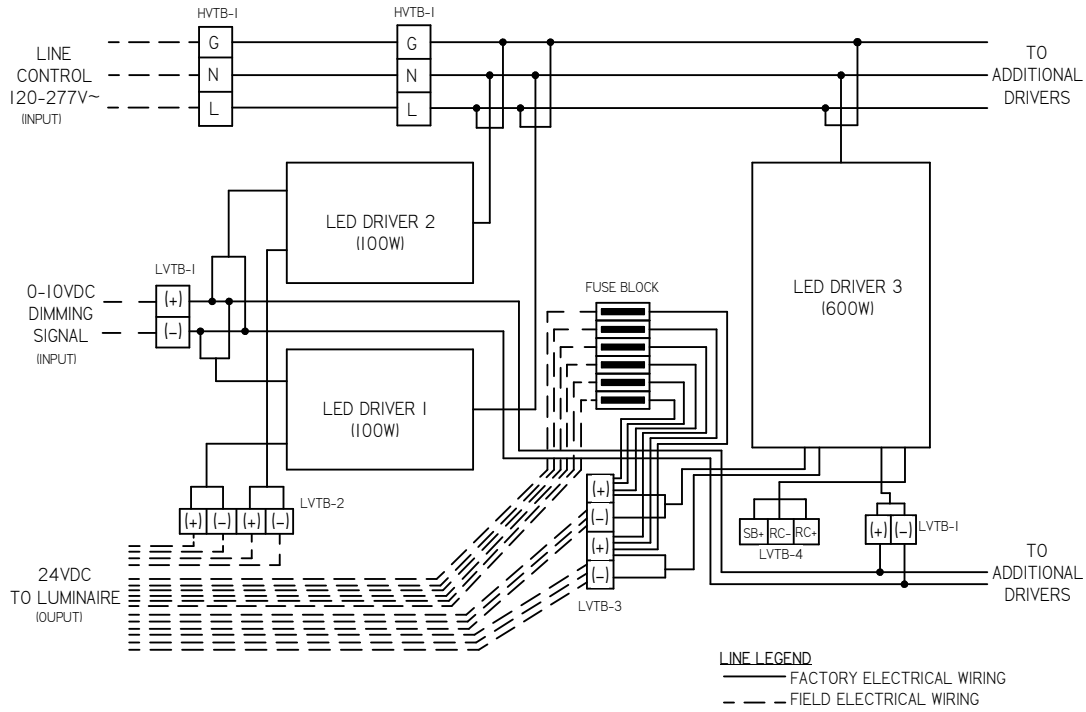 HVTB-1
HVTB-1
LINE
CONTROL
120-277V~
(INPUT)
G
N
L
G
N
L
TO
ADDITIONAL
DRIVERS
LED DRIVER 2
(100W)
LVTB-1
0-10VDC
DIMMING
SIGNAL
(INPUT)
(+)
(-)
FUSE BLOCK
LED DRIVER 3
(600W)
LED DRIVER 1
(100W)
(+) (-) (+) (-)
LVTB-2
(+)
(-)
(+)
(-)
LVTB-3
SB+ RC- RC+
LVTB-4
(+) (-)
LVTB-1
24VDC
TO LUMINAIRE
(OUPUT)
TO
ADDITIONAL
DRIVERS
LINE LEGEND
FACTORY ELECTRICAL WIRING
FIELD ELECTRICAL WIRING